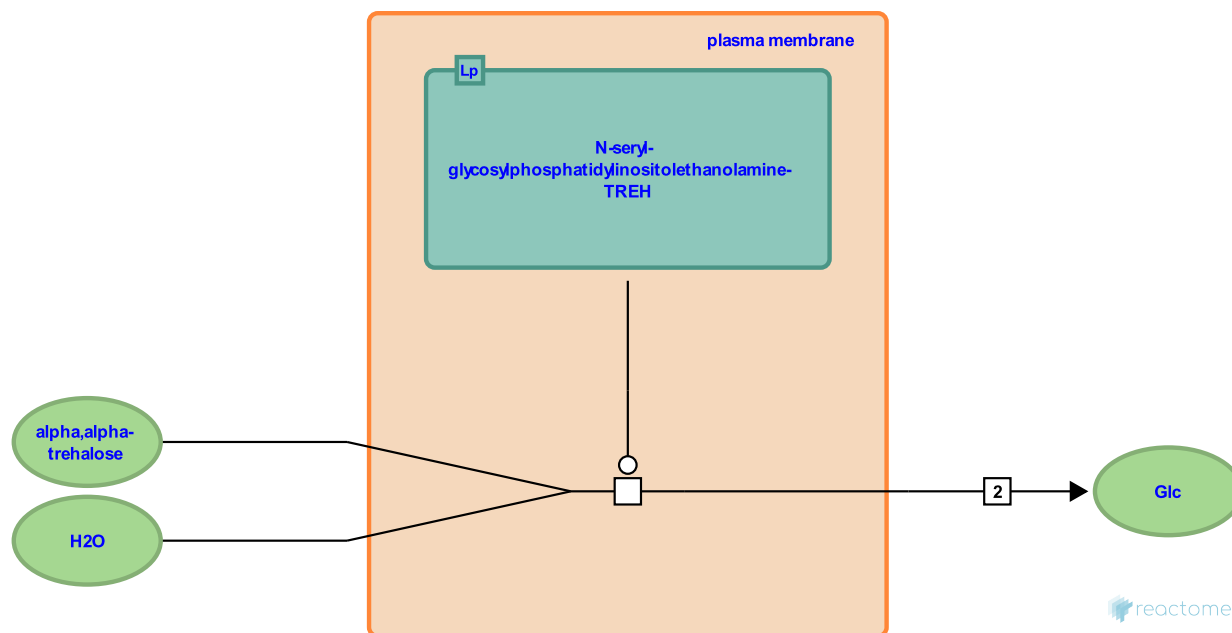 plasma membrane
Lp
N-seryl-
glycosylphosphatidylinositolethanolamine-
TREH
alpha,alpha-
trehalose
H2O
2
Glc
reactome